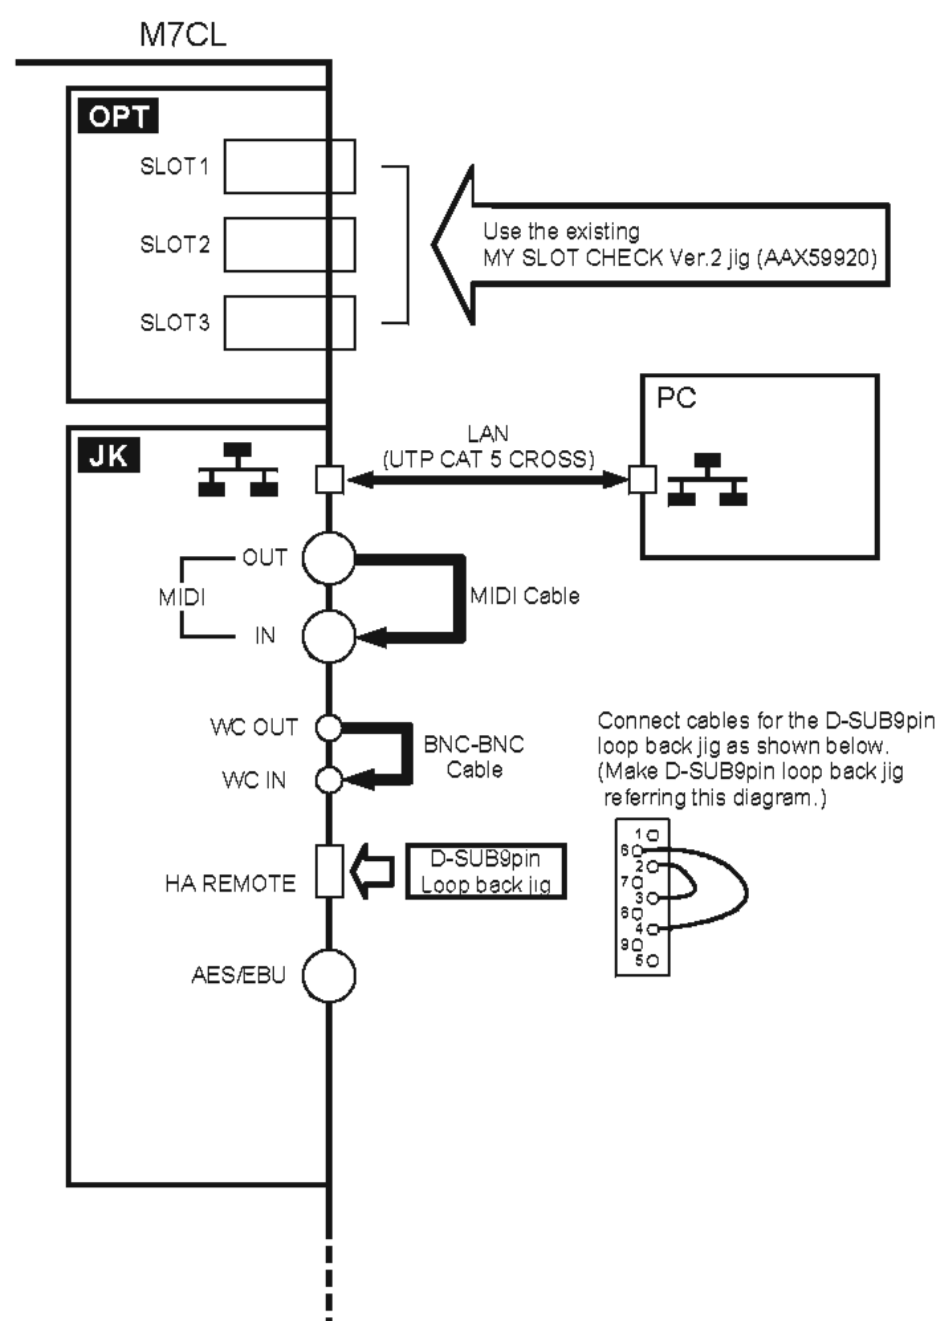 M7CL
OPT
SLOT1
SLOT2
SLOT3
Use the existing
MY SLOT CHECK Ver.2 jig (AAX59920)
PC
JK
LAN
(UTP CAT 5 CROSS)
OUT
MIDI
IN
MIDI Cable
WC OUT
WC IN
BNC-BNC
Cable
Connect cables for the D-SUB9pin
loop back jig as shown below.
(Make D-SUB9pin loop back jig
referring this diagram.)
HA REMOTE
D-SUB9pin
Loop back jig
1
6
2
7
3
8
4
9
5
AES/EBU